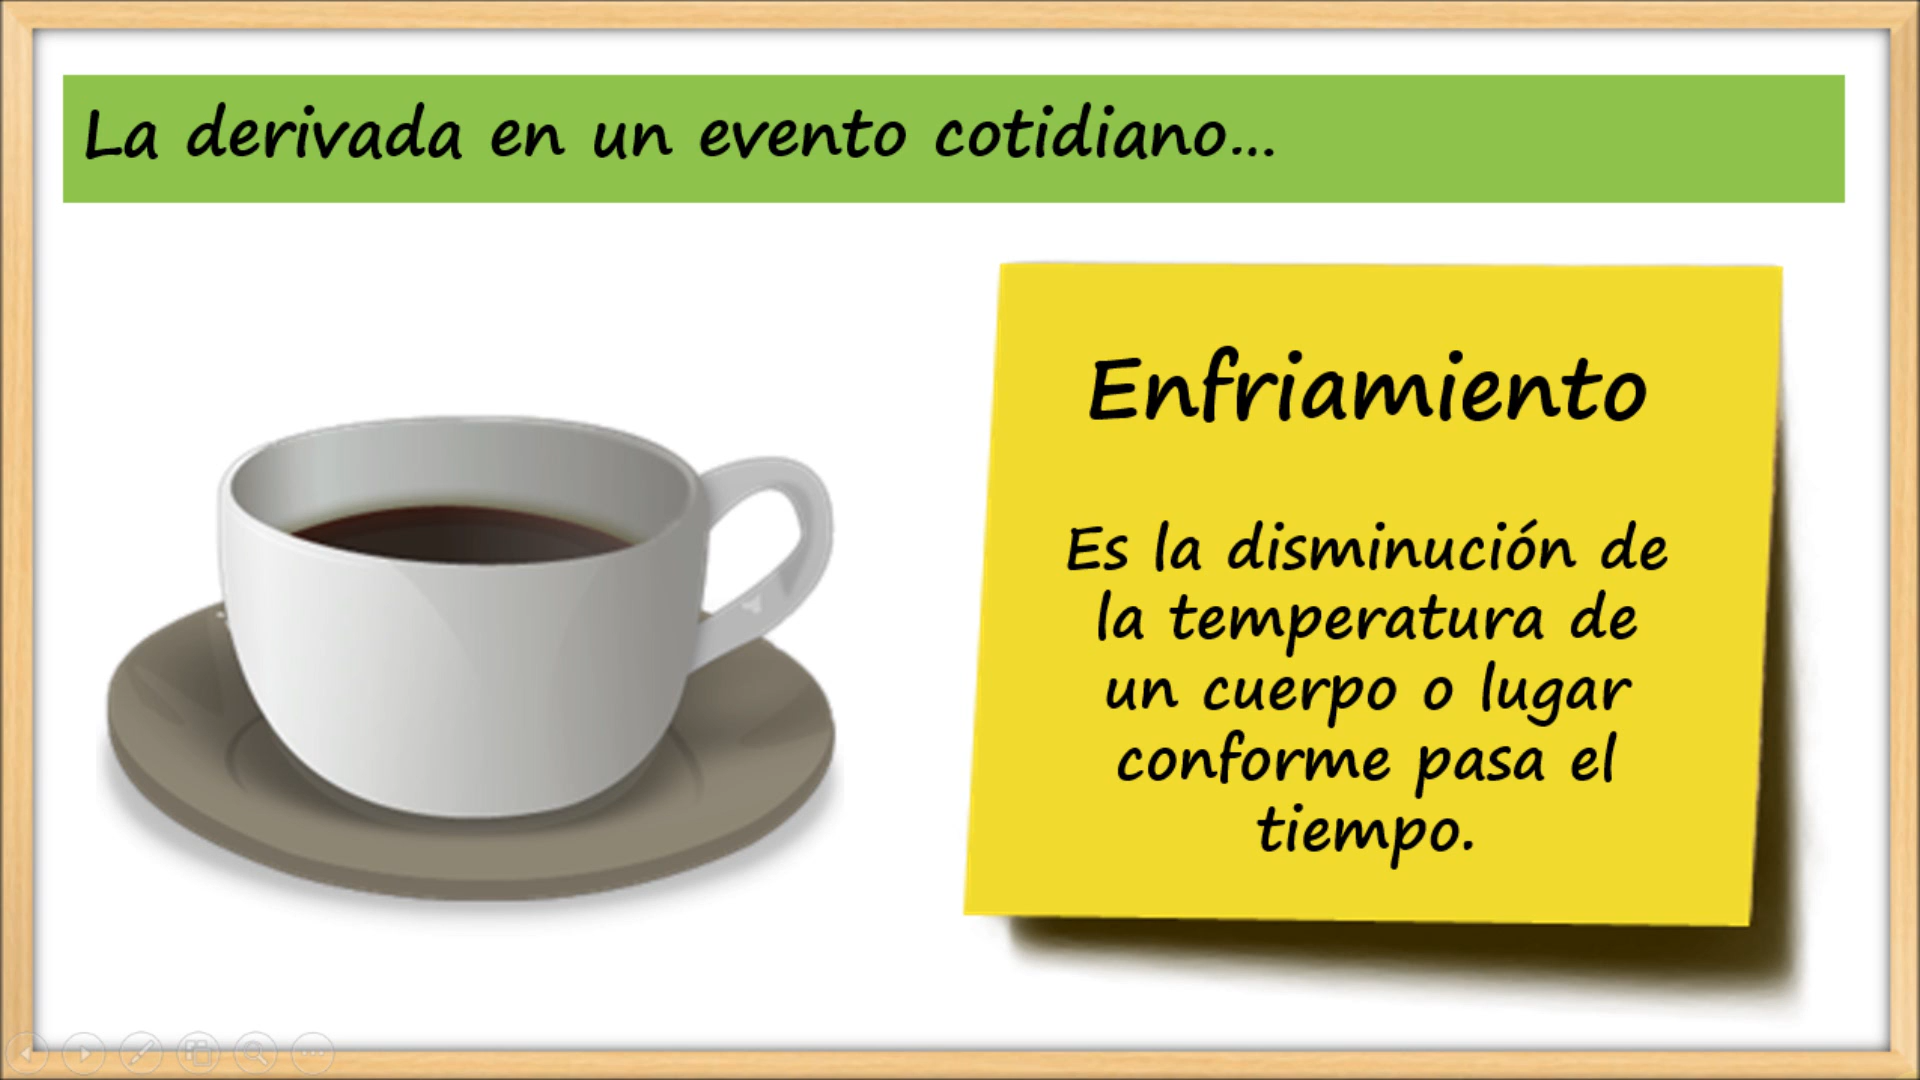 La derivada en un evento cotidiano...
Enfriamiento
Es la disminución de
la temperatura de
un cuerpo o lugar
conforme pasa el
tiempo.